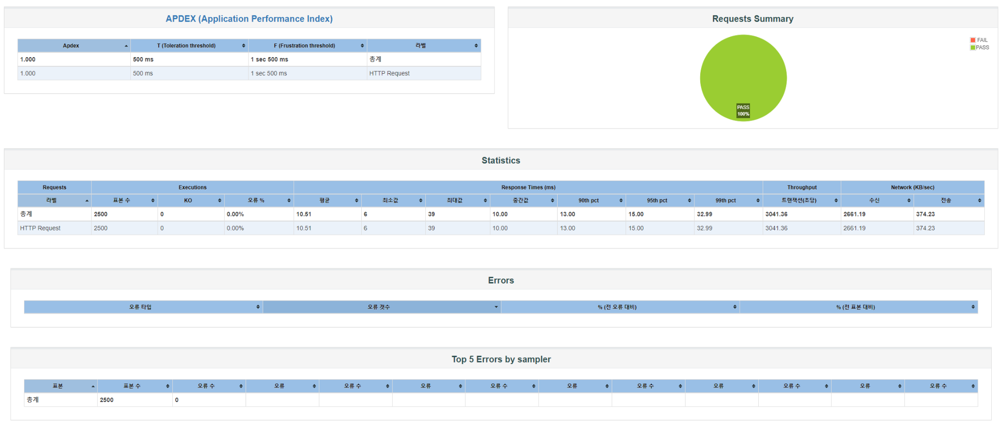 APDEX (Application Performance Index)
Apdex T (Toleration threshold) F (Frustration threshold) 라벨
1.000 500 ms 1 sec 500 ms 총계
1.000 500 ms 1 sec 500 ms HTTP Request
Requests Summary
FAIL
PASS
PASS
100%
Statistics
Requests Executions Response Times (ms) Throughput Network (KB/sec)
라벨 표본 수 KO 오류 % 평균 최소값 최대값 중간값 90th pct 95th pct 99th pct 트랜잭션(초당) 수신 전송
총계 2500 0 0.00% 10.51 6 39 10.00 13.00 15.00 32.99 3041.36 2661.19 374.23
HTTP Request 2500 0 0.00% 10.51 6 39 10.00 13.00 15.00 32.99 3041.36 2661.19 374.23
Errors
오류 타입 오류 갯수 % (전 오류 대비) % (전 표본 대비)
Top 5 Errors by sampler
표본 표본 수 오류 수 오류 오류 수 오류 오류 수 오류 오류 수 오류 오류 수 오류 오류 수
총계 2500 0